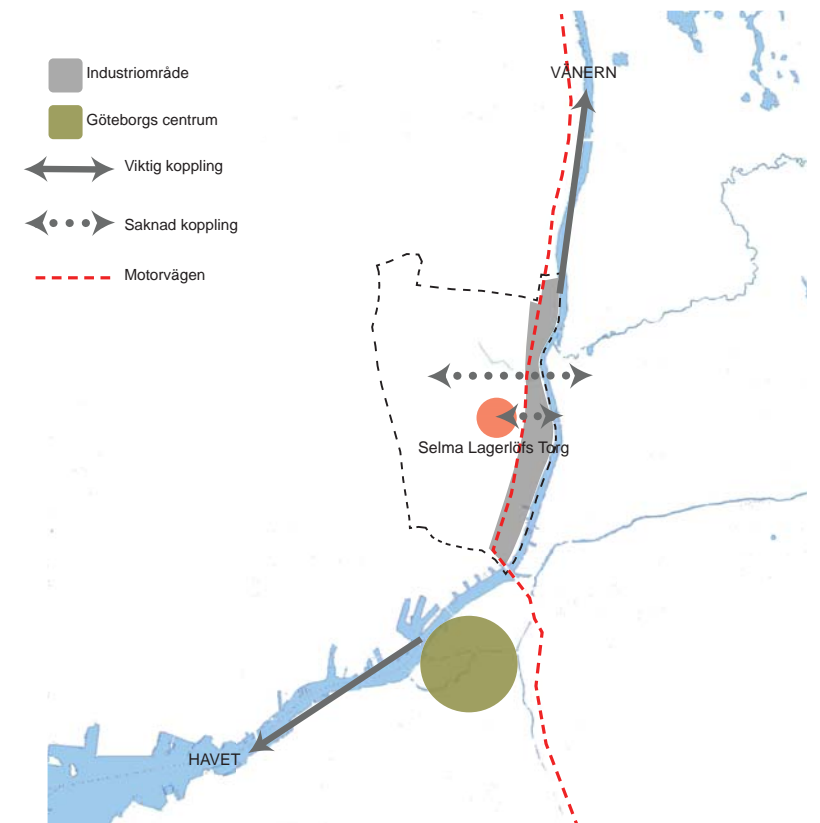 Industriområde
Göteborgs centrum
Viktig koppling
Saknad koppling
Motorvägen
VÄNERN
Selma Lagerlöfs Torg
HAVET